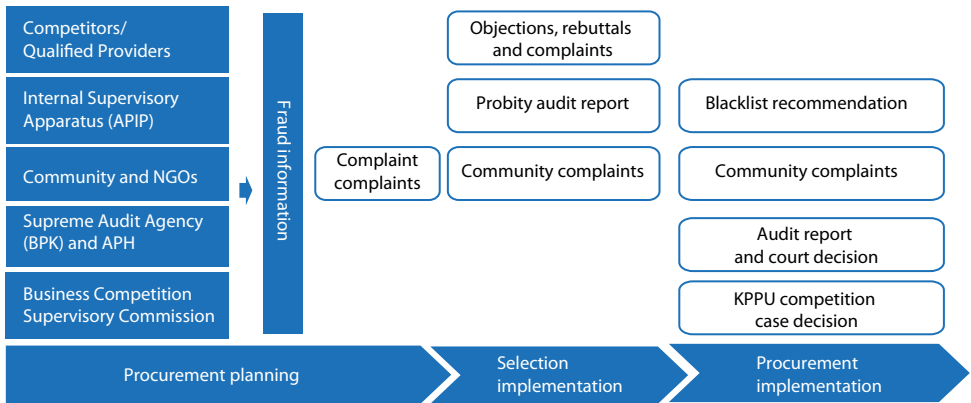 Competitors/
Qualified Providers
Internal Supervisory
Apparatus (APIP)
Community and NGOs
Supreme Audit Agency
(BPK) and APH
Business Competition
Supervisory Commission
Fraud information
Complaint
complaints
Objections, rebuttals
and complaints
Probity audit report
Community complaints
Blacklist recommendation
Community complaints
Audit report
and court decision
KPPU competition
case decision
Procurement planning
Selection
implementation
Procurement
implementation